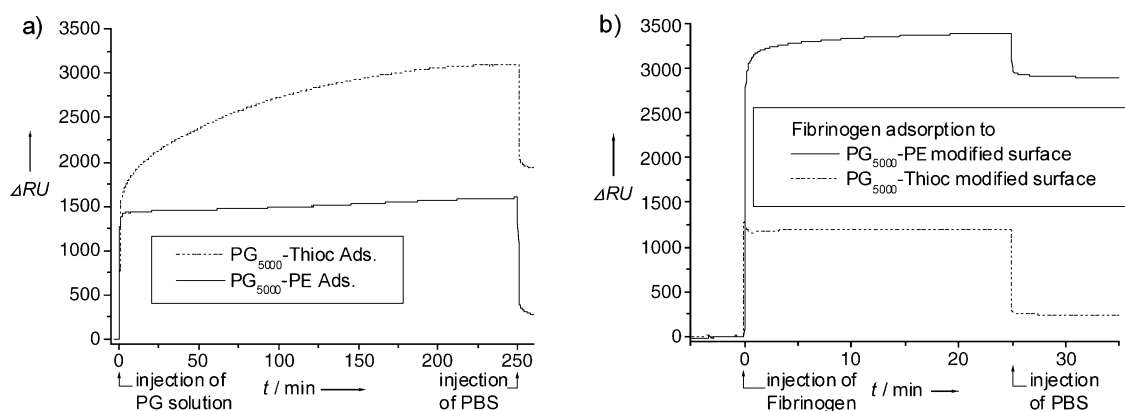 a)
3500
3000
2500
2000
ΔRU
1500
1000
500
0
PG5000-Thioc Ads.
PG5000-PE Ads.
0 50 100 150 200 250
injection of
PG solution
t / min
injection
of PBS
b)
3500
3000
2500
2000
ΔRU
1500
1000
500
0
Fibrinogen adsorption to
PG5000-PE modified surface
PG5000-Thioc modified surface
0 10 20 30
injection of
Fibrinogen
t / min
injection
of PBS